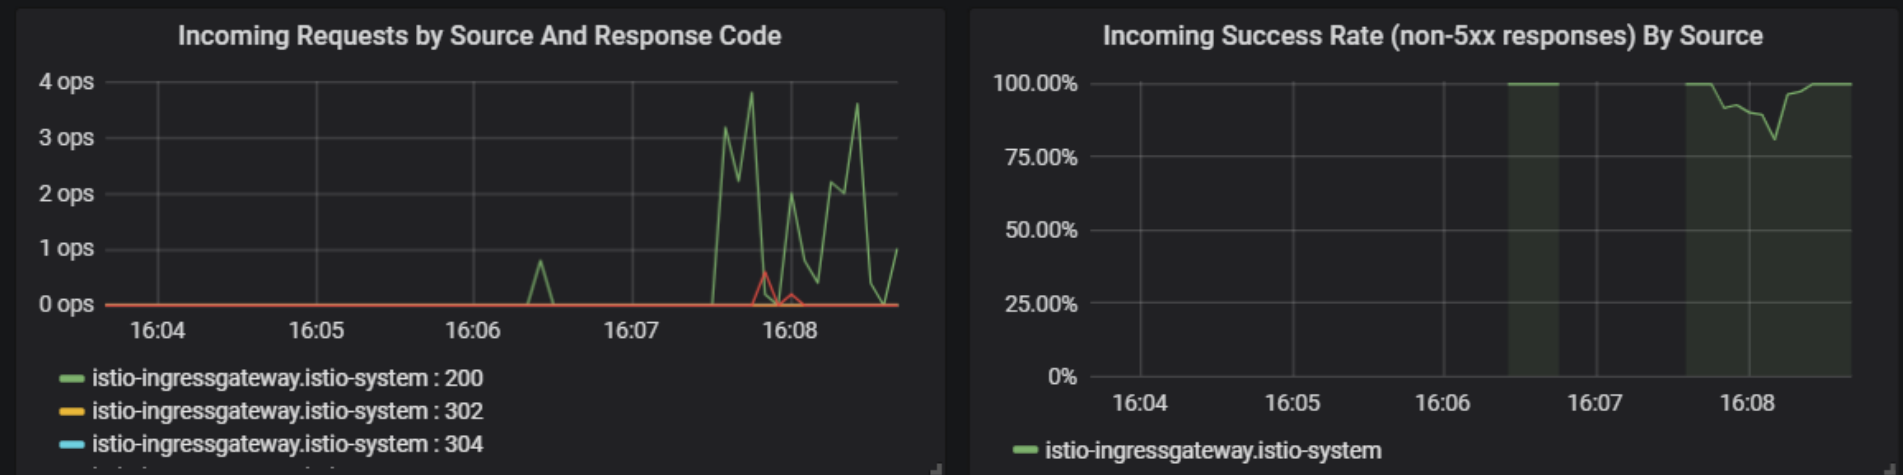 Incoming Requests by Source And Response Code
4 ops
3 ops
2 ops
1 ops
0 ops
16:04 16:05 16:06 16:07 16:08
istio-ingressgateway.istio-system : 200
istio-ingressgateway.istio-system : 302
istio-ingressgateway.istio-system : 304
Incoming Success Rate (non-5xx responses) By Source
100.00%
75.00%
50.00%
25.00%
0%
16:04 16:05 16:06 16:07 16:08
istio-ingressgateway.istio-system